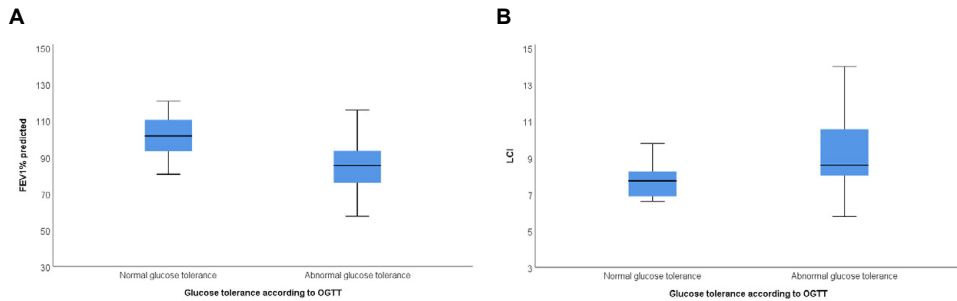 A
FEV1% predicted
150
130
110
90
70
50
30
Normal glucose tolerance
Abnormal glucose tolerance
Glucose tolerance according to OGTT
B
LCI
15
13
11
9
7
5
3
Normal glucose tolerance
Abnormal glucose tolerance
Glucose tolerance according to OGTT